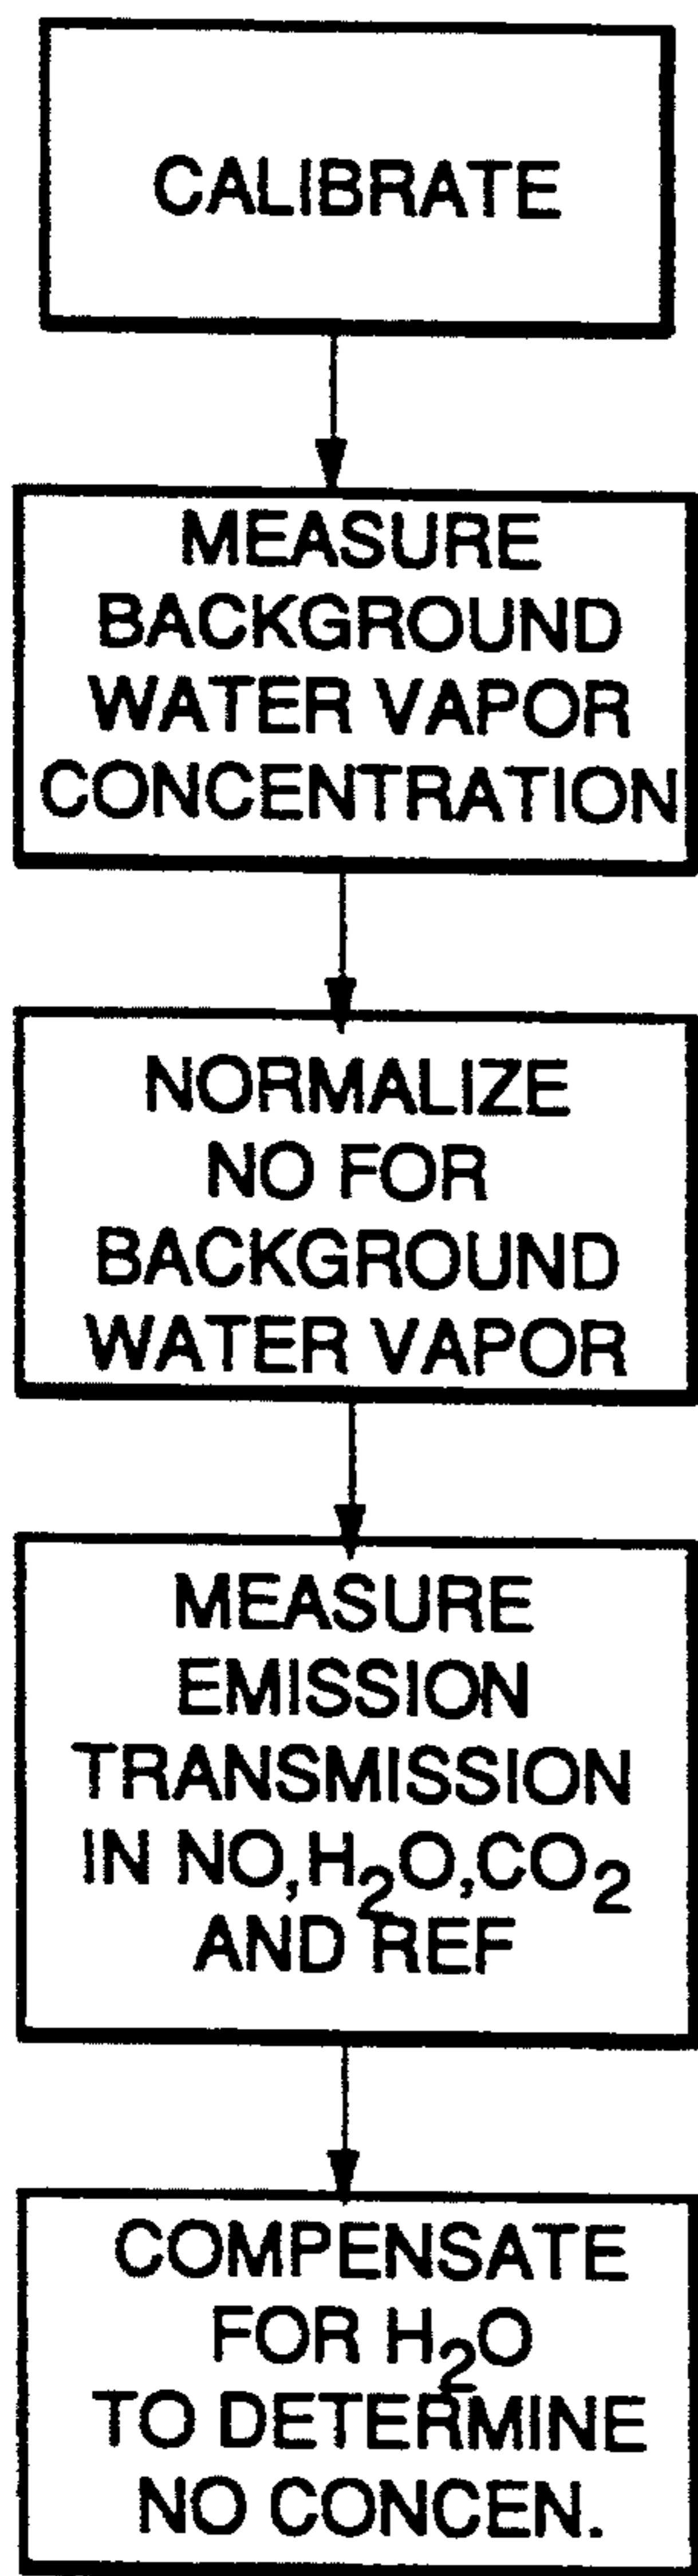 CALIBRATE
MEASURE
BACKGROUND
WATER VAPOR
CONCENTRATION
NORMALIZE
NO FOR
BACKGROUND
WATER VAPOR
MEASURE
EMISSION
TRANSMISSION
IN NO,H₂O,CO₂
AND REF
COMPENSATE
FOR H₂O
TO DETERMINE
NO CONCEN.